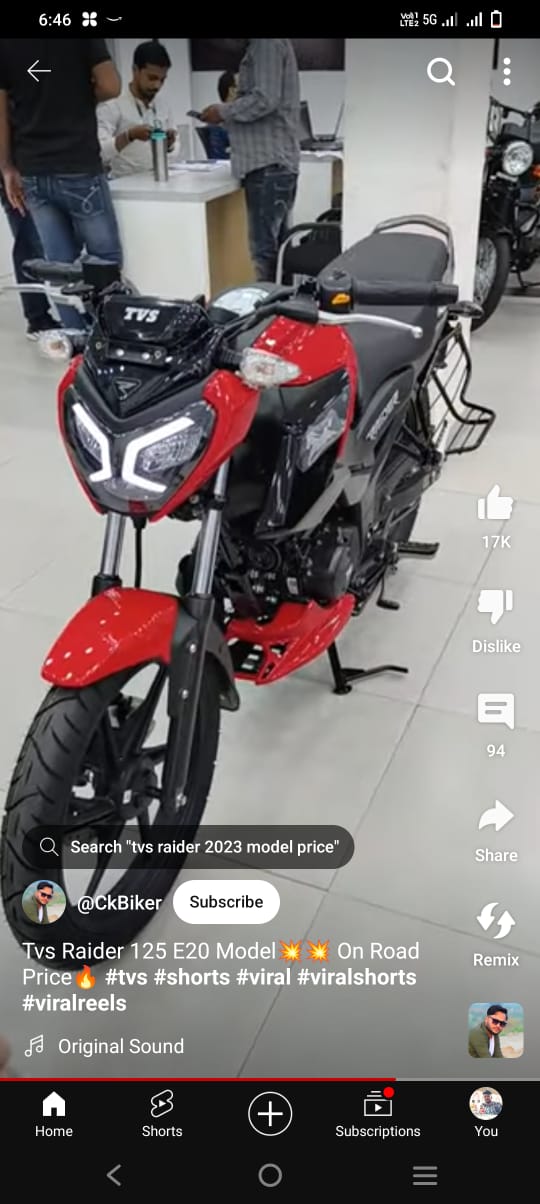 6:46
VoLTE 5G
LTE2
TVS
17K
Dislike
94
Share
Search "tvs raider 2023 model price"
@CkBiker
Subscribe
Remix
Tvs Raider 125 E20 Model💥💥 On Road
Price🔥 #tvs #shorts #viral #viralshorts
#viralreels
Original Sound
Home
Shorts
Subscriptions
You